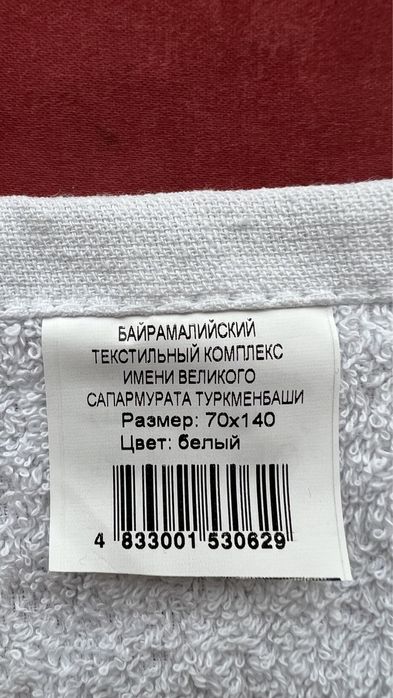 БАЙРАМАЛИЙСКИЙ
ТЕКСТИЛЬНЫЙ КОМПЛЕКС
ИМЕНИ ВЕЛИКОГО
САПАРМУРАТА ТУРКМЕНБАШИ
Размер: 70х140
Цвет: белый
4 833001 530629